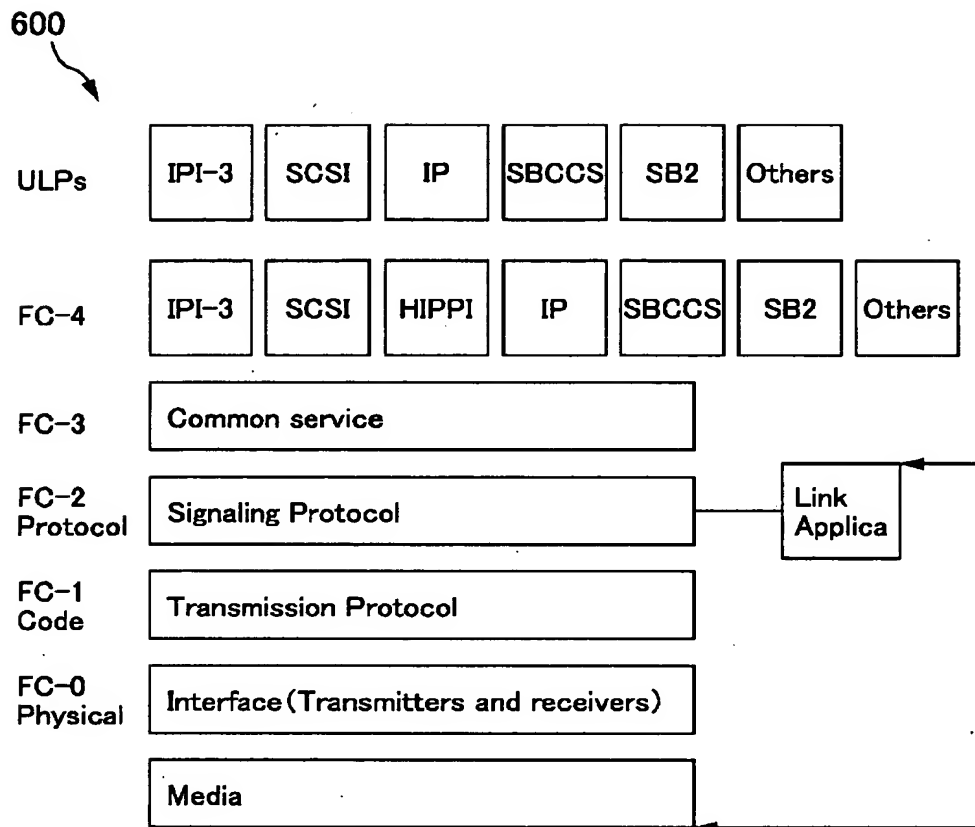 600
ULPs IPI-3 SCSI IP SBCCS SB2 Others
FC-4 IPI-3 SCSI HIPPI IP SBCCS SB2 Others
FC-3 Common service
FC-2
Protocol
Signaling Protocol
Link
Applica
FC-1
Code
Transmission Protocol
FC-0
Physical
Interface(Transmitters and receivers)
Media